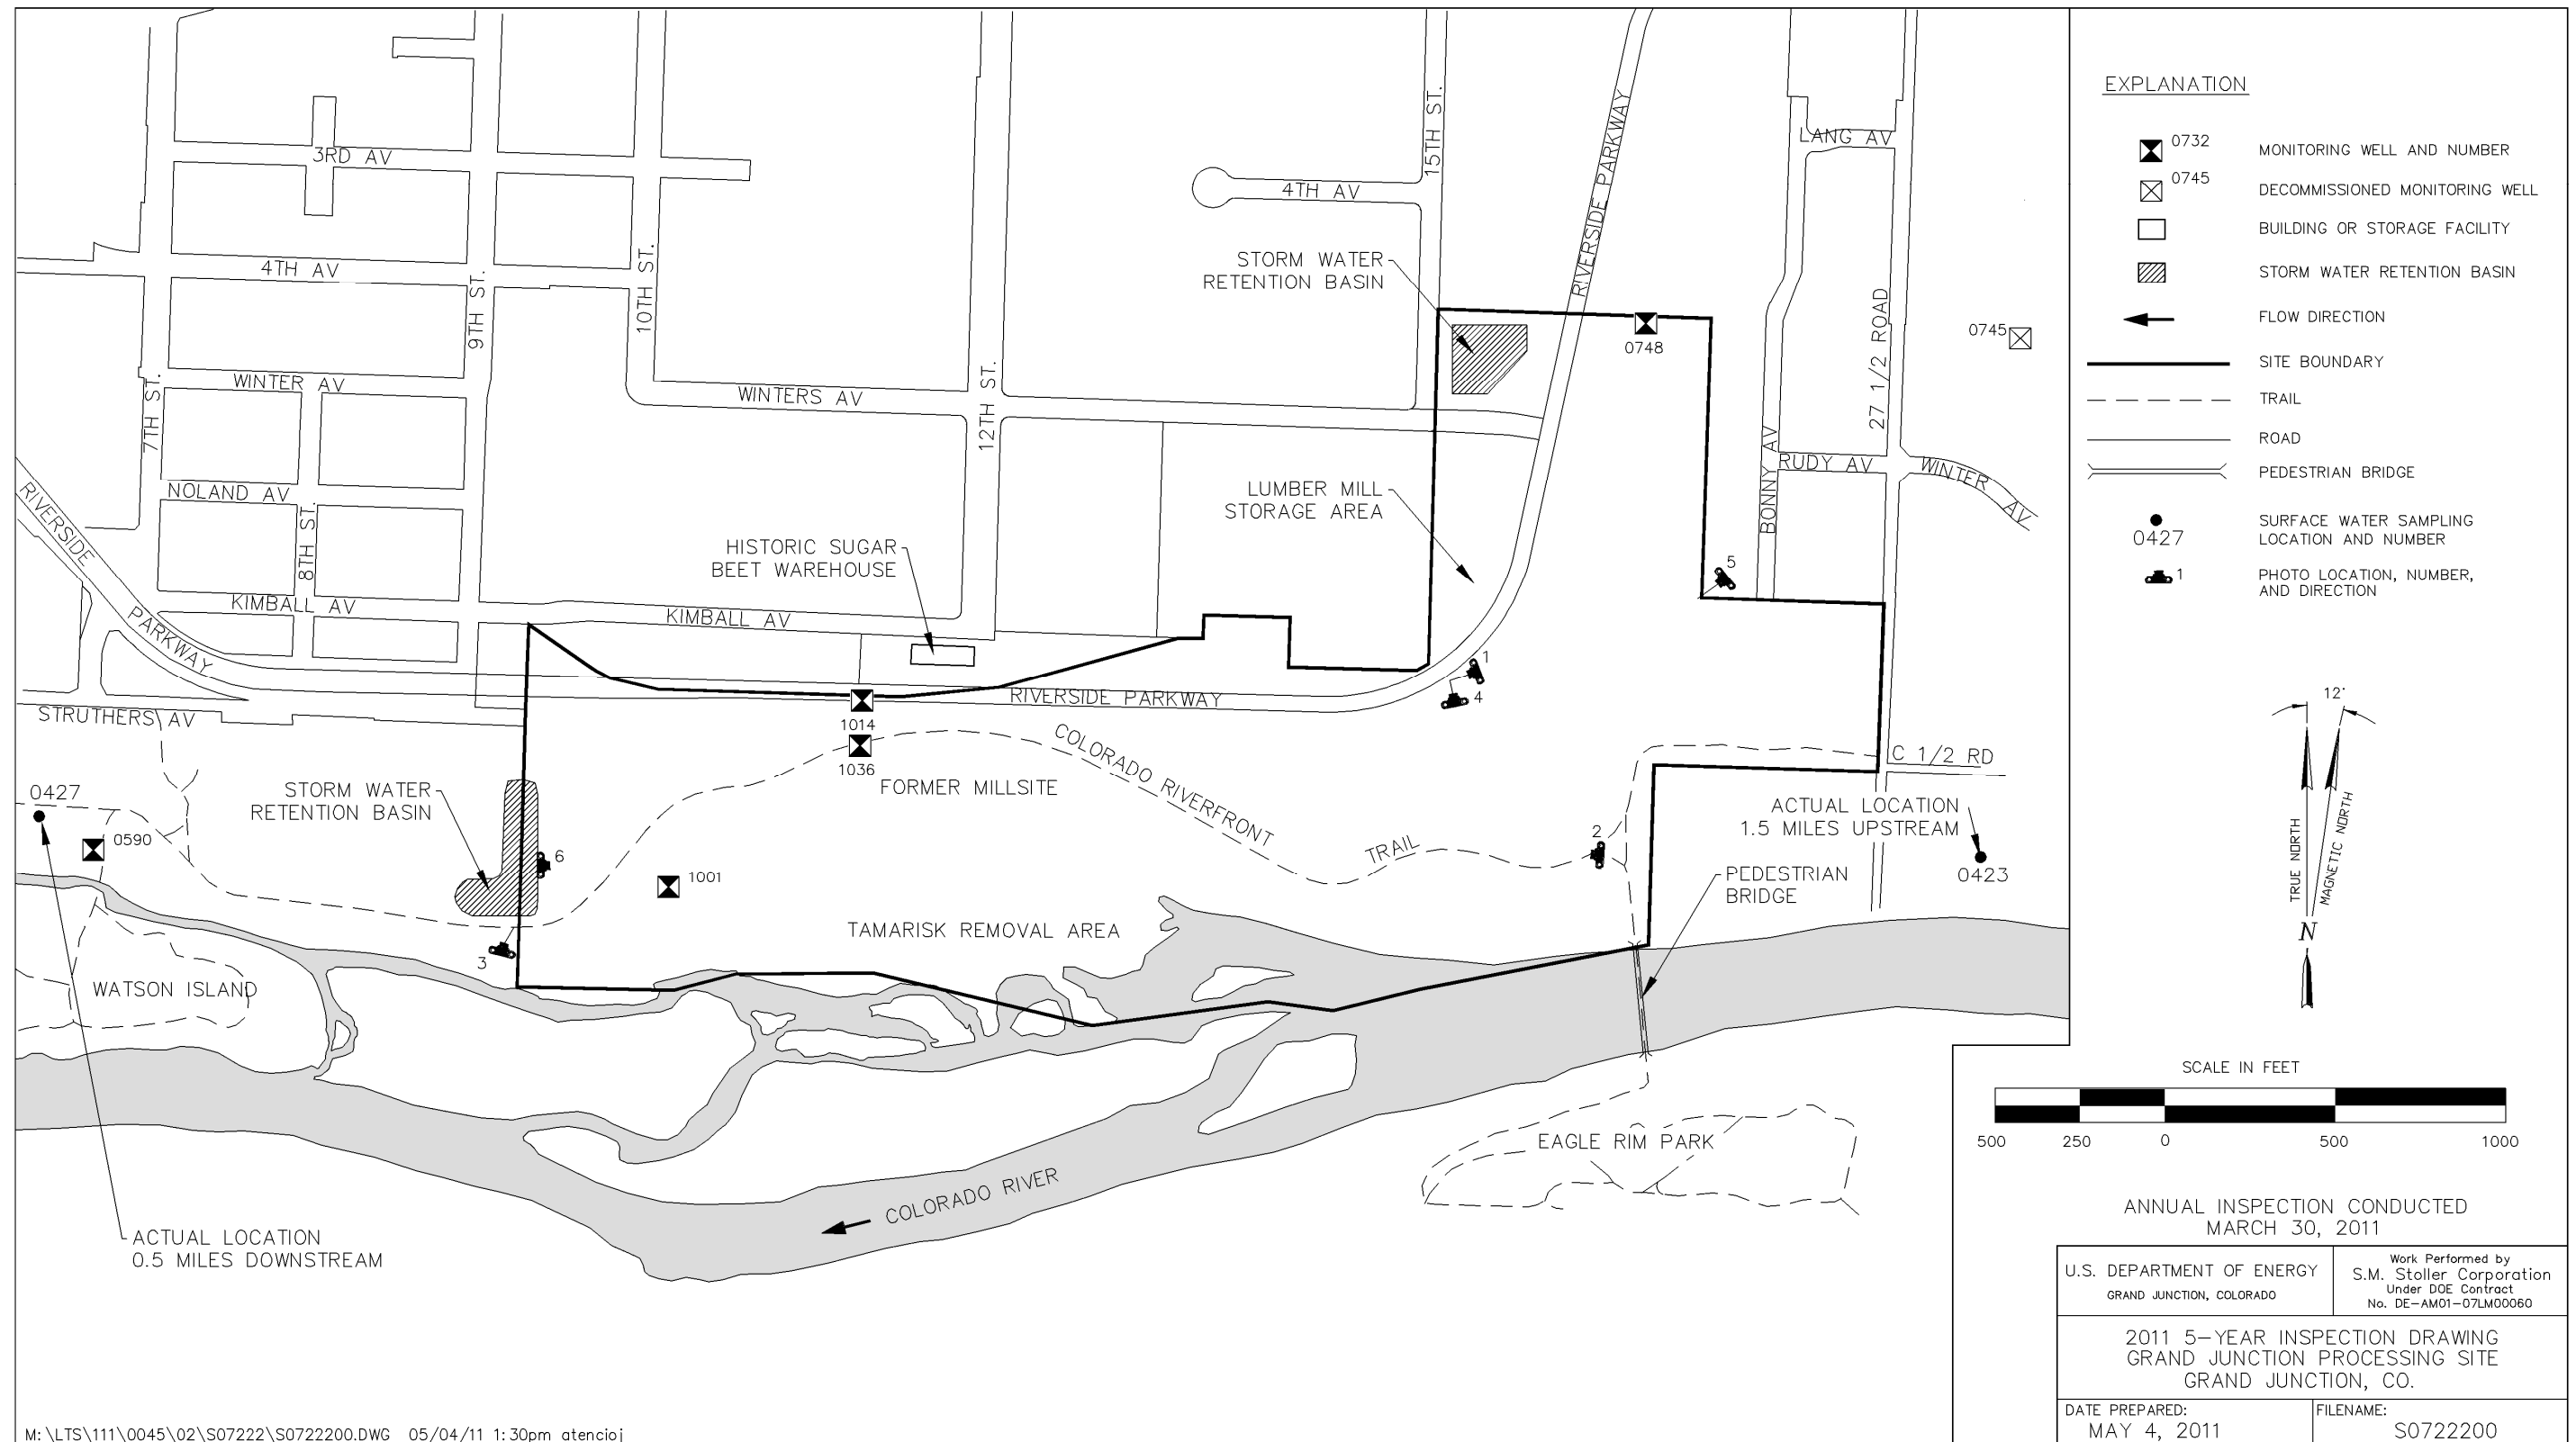 3RD AV
4TH AV
7TH ST.
9TH ST.
10TH ST.
WINTER AV
NOLAND AV
8TH ST.
KIMBALL AV
RIVERSIDE
PARKWAY
STRUTHERS AV
12TH ST.
WINTERS AV
KIMBALL AV
HISTORIC SUGAR
BEET WAREHOUSE
15TH ST.
4TH AV
STORM WATER
RETENTION BASIN
RIVERSIDE PARKWAY
LUMBER MILL
STORAGE AREA
0748
LANG AV
27 1/2 ROAD
0745
BONNY AV
RUDY AV
WINTER AV
5
1
4
RIVERSIDE PARKWAY
1014
1036
FORMER MILLSITE
COLORADO RIVERFRONT
TRAIL
C 1/2 RD
ACTUAL LOCATION
1.5 MILES UPSTREAM
0423
2
PEDESTRIAN
BRIDGE
STORM WATER
RETENTION BASIN
0427
0590
6
1001
3
TAMARISK REMOVAL AREA
WATSON ISLAND
COLORADO RIVER
EAGLE RIM PARK
ACTUAL LOCATION
0.5 MILES DOWNSTREAM
M:\LTS\111\0045\02\S07222\S0722200.DWG 05/04/11 1:30pm atencioj
EXPLANATION
0732 MONITORING WELL AND NUMBER
0745 DECOMMISSIONED MONITORING WELL
BUILDING OR STORAGE FACILITY
STORM WATER RETENTION BASIN
FLOW DIRECTION
SITE BOUNDARY
TRAIL
ROAD
PEDESTRIAN BRIDGE
0427 SURFACE WATER SAMPLING
LOCATION AND NUMBER
1 PHOTO LOCATION, NUMBER,
AND DIRECTION
12°
TRUE NORTH
MAGNETIC NORTH
N
SCALE IN FEET
500 250 0 500 1000
ANNUAL INSPECTION CONDUCTED
MARCH 30, 2011
U.S. DEPARTMENT OF ENERGY
GRAND JUNCTION, COLORADO
Work Performed by
S.M. Stoller Corporation
Under DOE Contract
No. DE-AM01-07LM00060
2011 5-YEAR INSPECTION DRAWING
GRAND JUNCTION PROCESSING SITE
GRAND JUNCTION, CO.
DATE PREPARED:
MAY 4, 2011
FILENAME:
S0722200